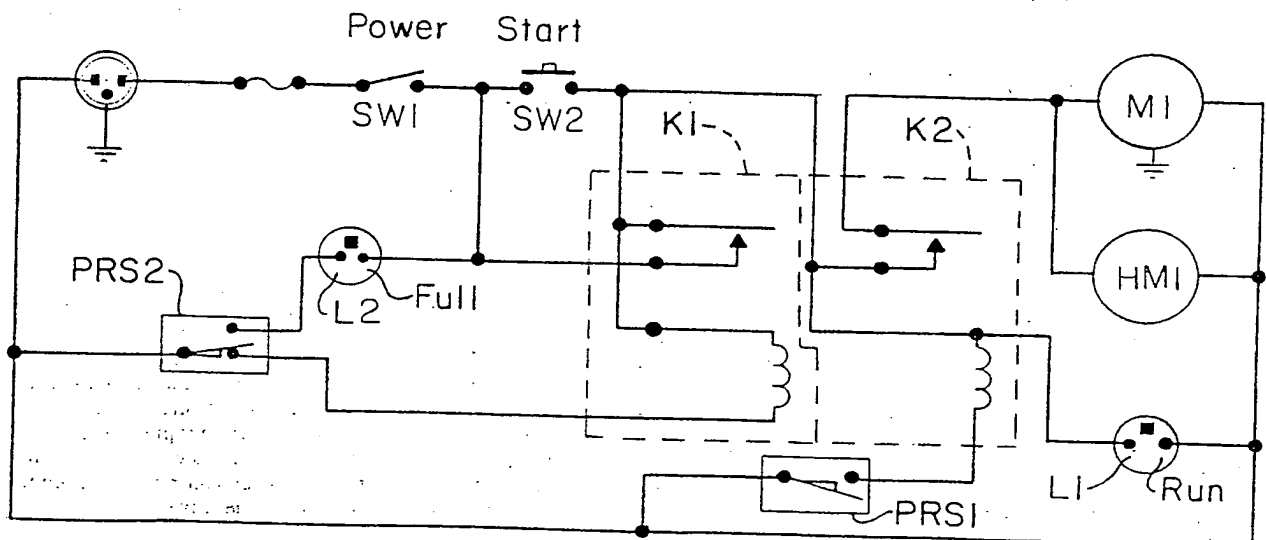 Power Start
SW1 SW2
K1 K2
M1
HM1
PRS2
L2 Full
L1 Run
PRS1